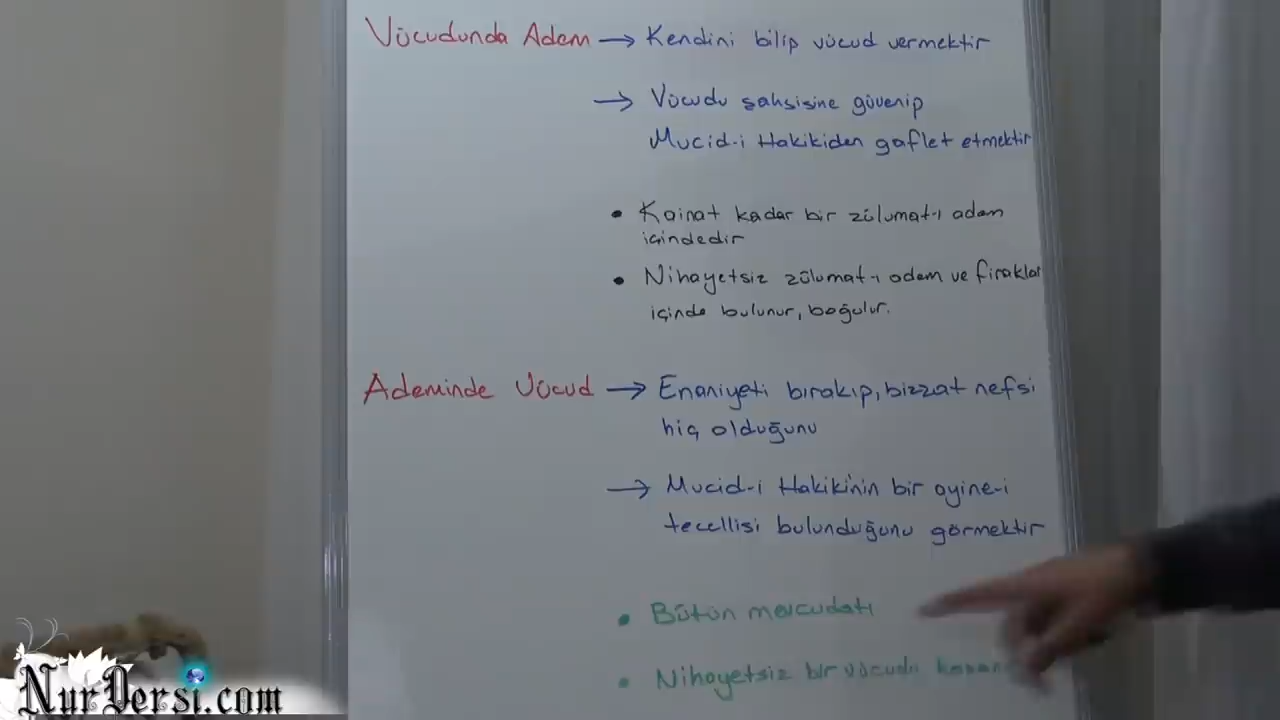 Vücudunda Adem → Kendini bilip vücud vermektir
→ Vücudu şahsisine güvenip
Mucid-i Hakikiden gaflet etmektir
• Kainat kadar bir zülumat-ı adem
içindedir
• Nihayetsiz zülumat-ı adem ve firaklar
içinde bulunur, boğulur.
Ademinde Vücud → Enaniyeti bırakıp, bizzat nefsi
hiç olduğunu
→ Mucid-i Hakiki'nin bir ayine-i
tecellisi bulunduğunu görmektir
• Bütün mevcudatı
• Nihayetsiz bir vücudu
NurDersi.com